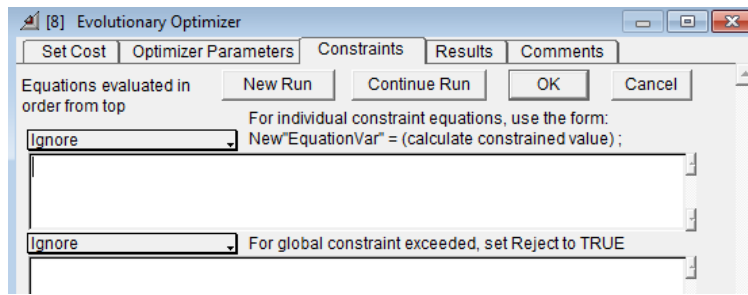 [8] Evolutionary Optimizer
Set Cost Optimizer Parameters Constraints Results Comments
Equations evaluated in
order from top
New Run Continue Run OK Cancel
For individual constraint equations, use the form:
Ignore New"EquationVar" = (calculate constrained value) ;
Ignore For global constraint exceeded, set Reject to TRUE